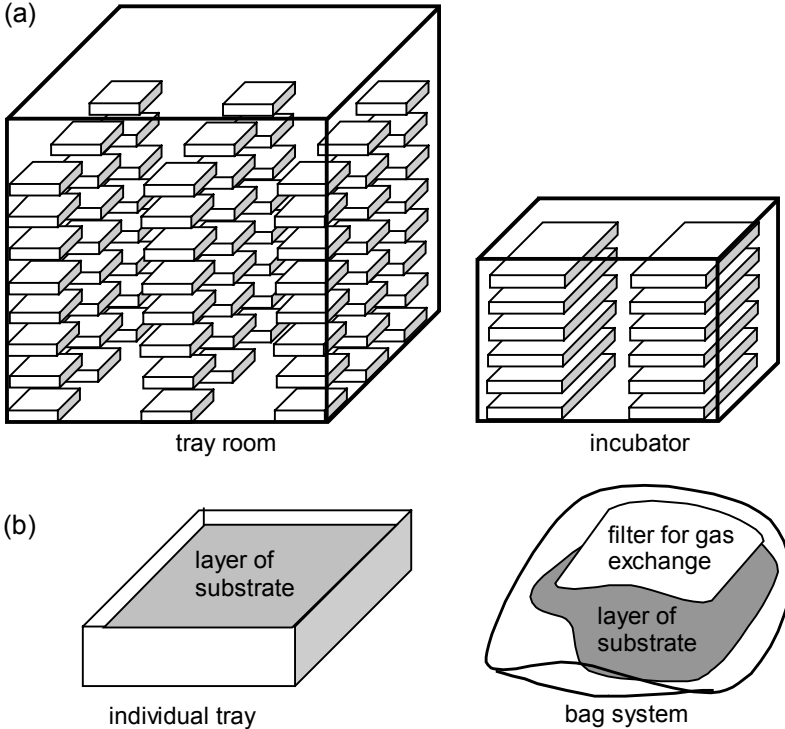 (a)
tray room
incubator
(b)
layer of
substrate
individual tray
filter for gas
exchange
layer of
substrate
bag system